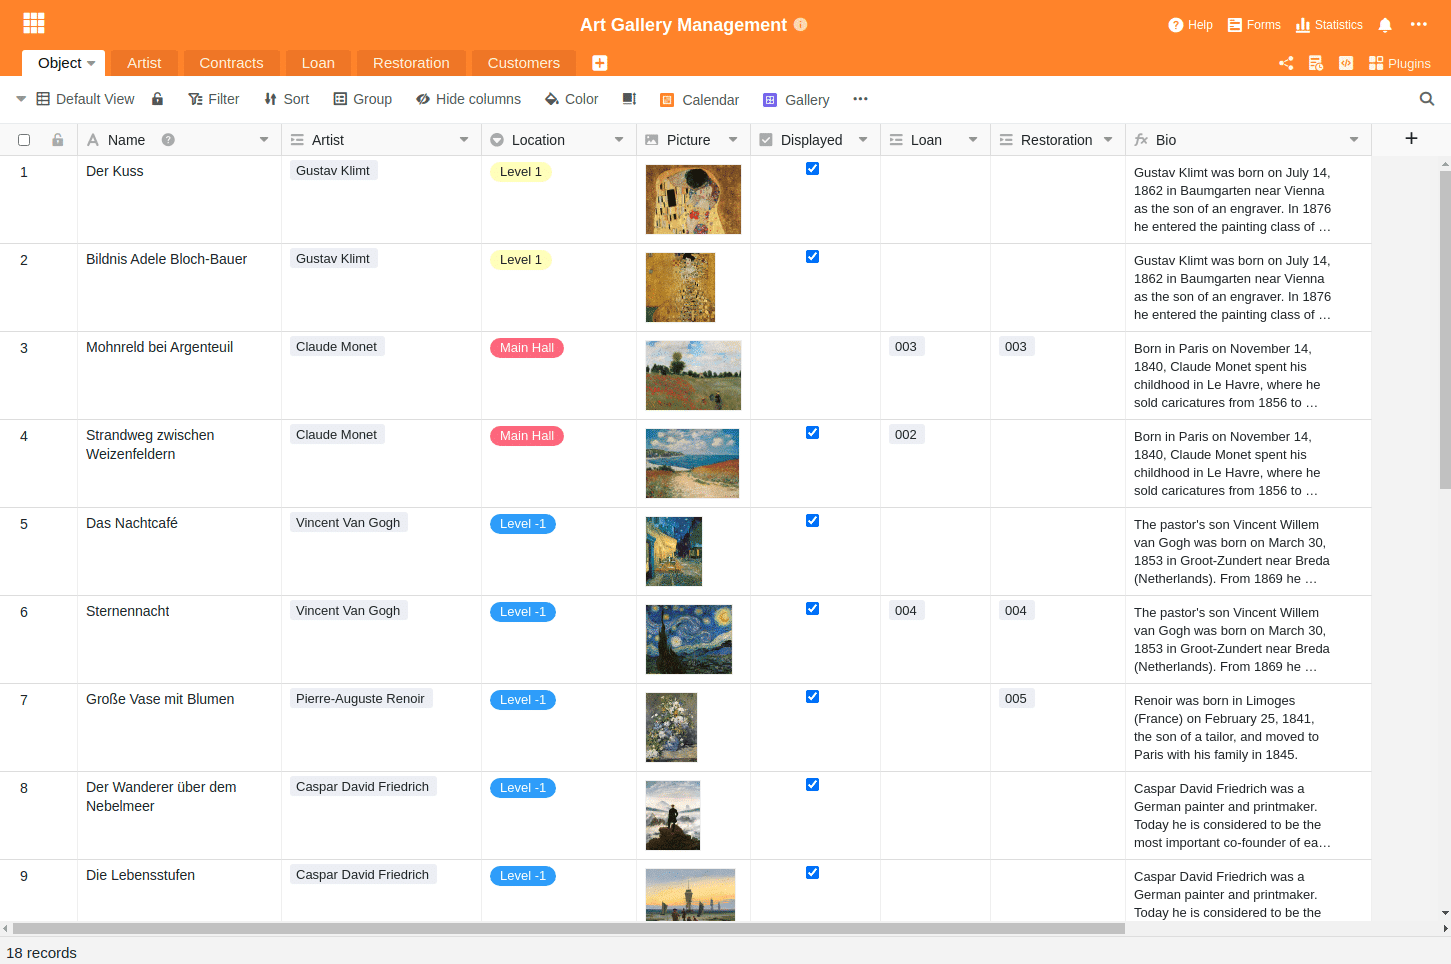 Art Gallery Management
Help Forms Statistics
Object Artist Contracts Loan Restoration Customers
Plugins
Default View Filter Sort Group Hide columns Color Calendar Gallery
Name Artist Location Picture Displayed Loan Restoration Bio
1 Der Kuss Gustav Klimt Level 1
Gustav Klimt was born on July 14,
1862 in Baumgarten near Vienna
as the son of an engraver. In 1876
he entered the painting class of …
2 Bildnis Adele Bloch-Bauer Gustav Klimt Level 1
Gustav Klimt was born on July 14,
1862 in Baumgarten near Vienna
as the son of an engraver. In 1876
he entered the painting class of …
3 Mohnreld bei Argenteuil Claude Monet Main Hall 003 003
Born in Paris on November 14,
1840, Claude Monet spent his
childhood in Le Havre, where he
sold caricatures from 1856 to …
4 Strandweg zwischen
Weizenfeldern
Claude Monet Main Hall 002
Born in Paris on November 14,
1840, Claude Monet spent his
childhood in Le Havre, where he
sold caricatures from 1856 to …
5 Das Nachtcafé Vincent Van Gogh Level -1
The pastor's son Vincent Willem
van Gogh was born on March 30,
1853 in Groot-Zundert near Breda
(Netherlands). From 1869 he …
6 Sternennacht Vincent Van Gogh Level -1 004 004
The pastor's son Vincent Willem
van Gogh was born on March 30,
1853 in Groot-Zundert near Breda
(Netherlands). From 1869 he …
7 Große Vase mit Blumen Pierre-Auguste Renoir Level -1 005
Renoir was born in Limoges
(France) on February 25, 1841,
the son of a tailor, and moved to
Paris with his family in 1845.
8 Der Wanderer über dem
Nebelmeer
Caspar David Friedrich Level -1
Caspar David Friedrich was a
German painter and printmaker.
Today he is considered to be the
most important co-founder of ea…
9 Die Lebensstufen Caspar David Friedrich Level -1
Caspar David Friedrich was a
German painter and printmaker.
Today he is considered to be the
18 records